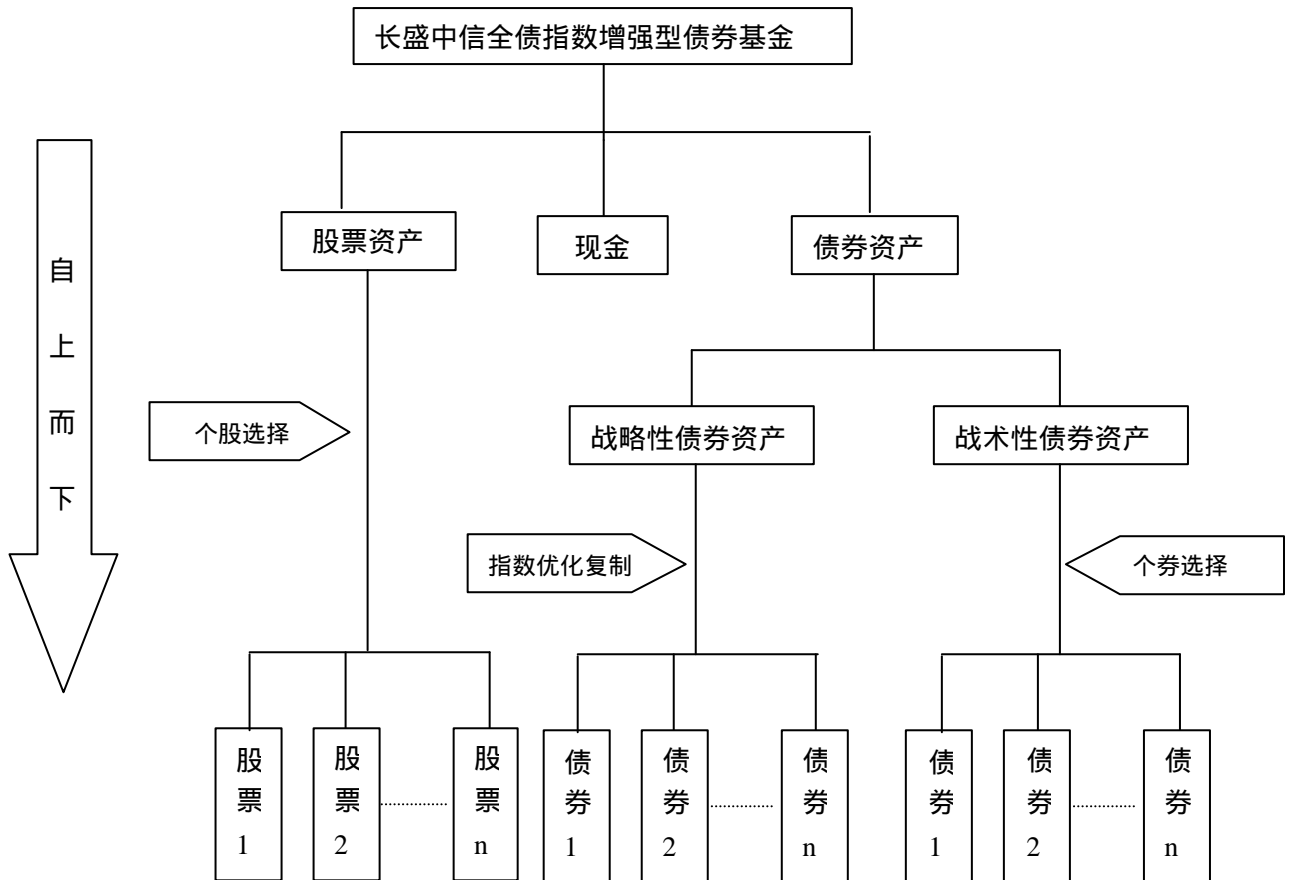 长盛中信全债指数增强型债券基金
自
上
而
下
股票资产
现金
债券资产
个股选择
战略性债券资产
战术性债券资产
指数优化复制
个券选择
股
票
1
股
票
2
股
票
n
债
券
1
债
券
2
债
券
n
债
券
1
债
券
2
债
券
n